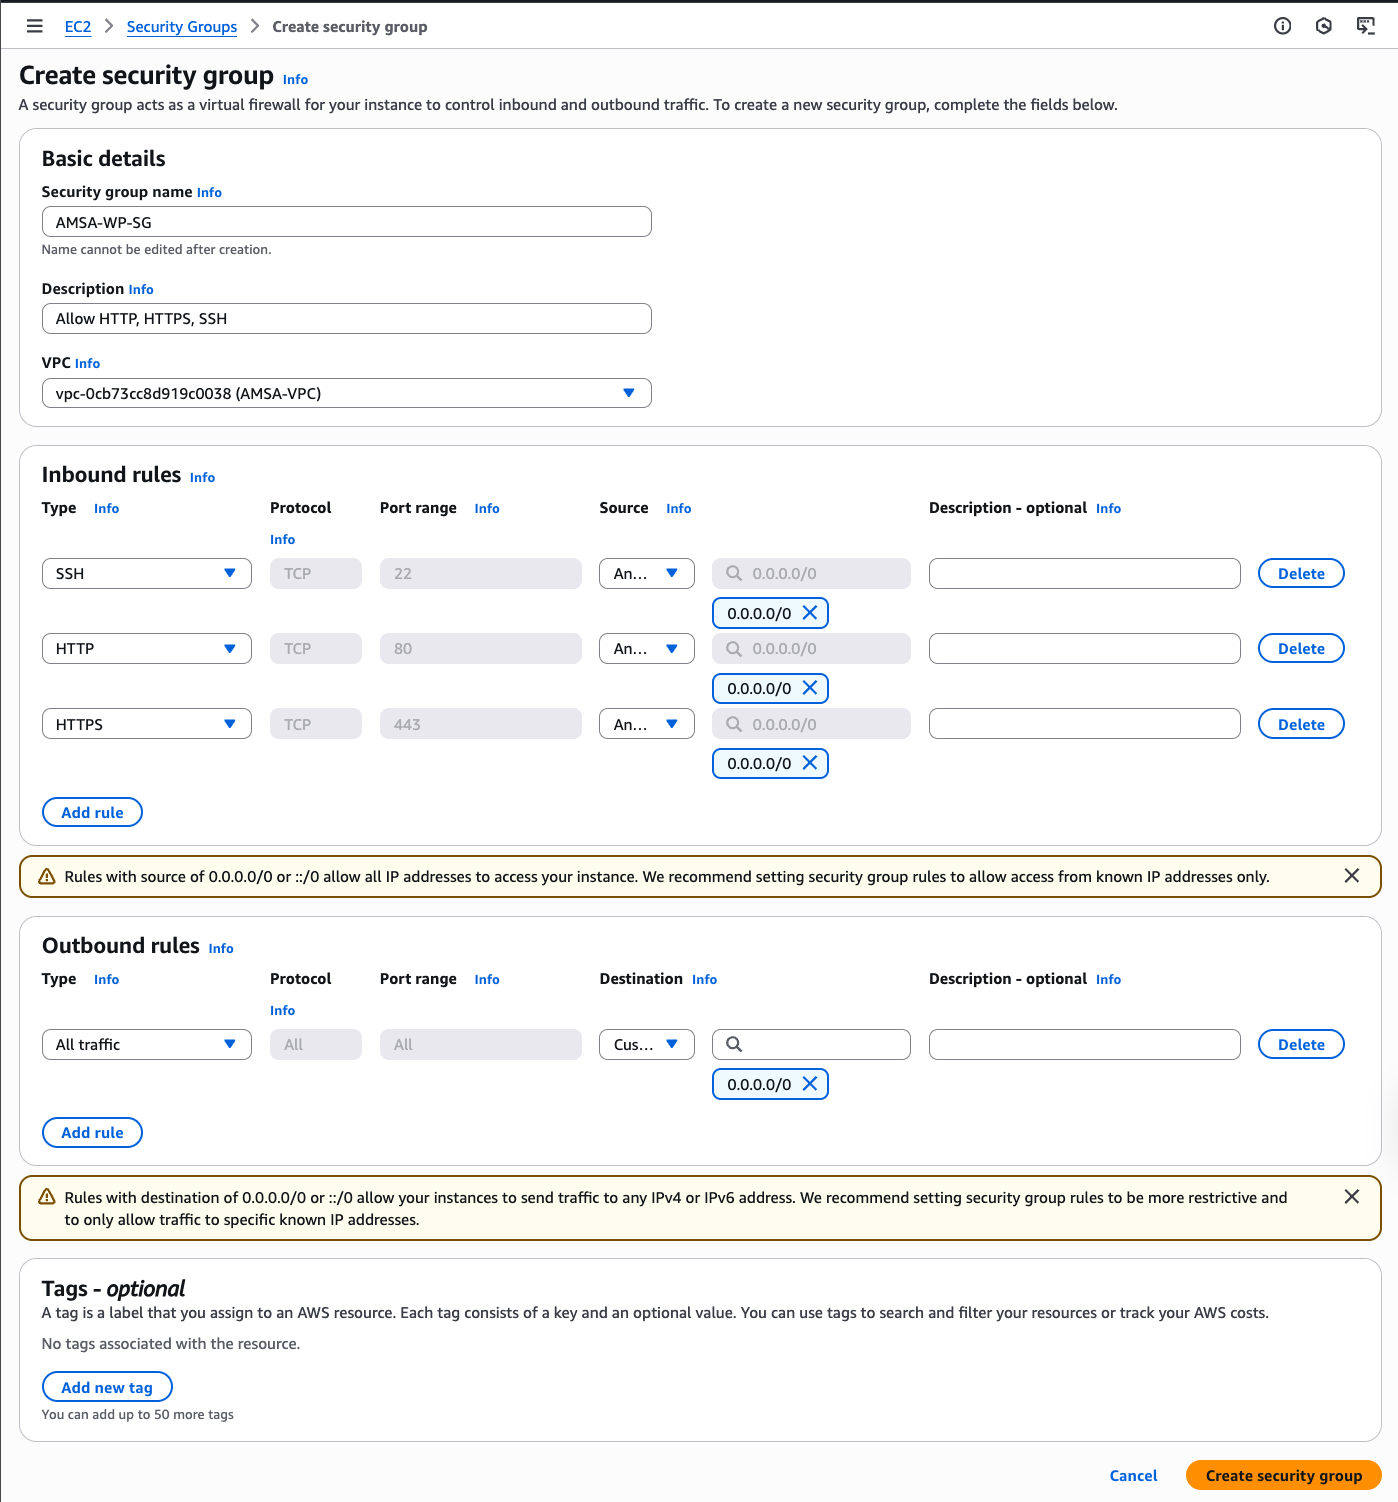 EC2 > Security Groups > Create security group
Create security group Info
A security group acts as a virtual firewall for your instance to control inbound and outbound traffic. To create a new security group, complete the fields below.
Basic details
Security group name Info
AMSA-WP-SG
Name cannot be edited after creation.
Description Info
Allow HTTP, HTTPS, SSH
VPC Info
vpc-0cb73cc8d919c0038 (AMSA-VPC)
Inbound rules Info
Type Info Protocol Port range Info Source Info Description - optional Info
Info
SSH TCP 22 An... 0.0.0.0/0 Delete
0.0.0.0/0
HTTP TCP 80 An... 0.0.0.0/0 Delete
0.0.0.0/0
HTTPS TCP 443 An... 0.0.0.0/0 Delete
0.0.0.0/0
Add rule
Rules with source of 0.0.0.0/0 or ::/0 allow all IP addresses to access your instance. We recommend setting security group rules to allow access from known IP addresses only.
Outbound rules Info
Type Info Protocol Port range Info Destination Info Description - optional Info
Info
All traffic All All Cus... Delete
0.0.0.0/0
Add rule
Rules with destination of 0.0.0.0/0 or ::/0 allow your instances to send traffic to any IPv4 or IPv6 address. We recommend setting security group rules to be more restrictive and
to only allow traffic to specific known IP addresses.
Tags - optional
A tag is a label that you assign to an AWS resource. Each tag consists of a key and an optional value. You can use tags to search and filter your resources or track your AWS costs.
No tags associated with the resource.
Add new tag
You can add up to 50 more tags
Cancel Create security group